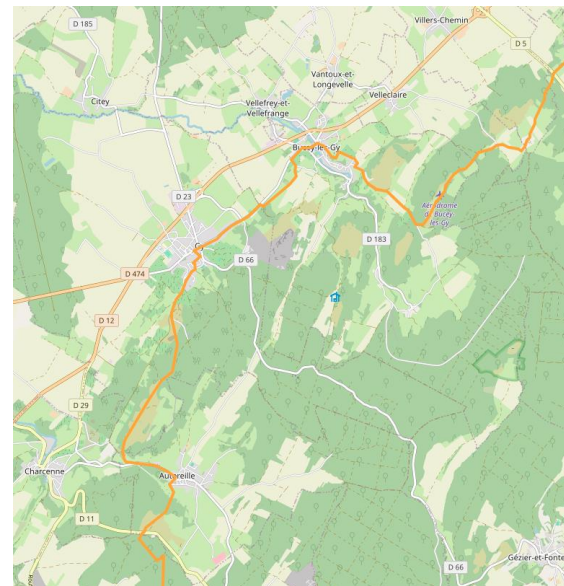 Villers-Chemin
D 185
D 5
Vantoux-et-
Longevelle
Citey
Vellefrey-et-
Vellefrange
Velleclaire
Bucey-lès-Gy
D 23
Aérodrome
de Bucey
lès-Gy
Gy
D 183
D 66
D 474
D 12
D 29
Charcenne
Autoreille
D 11
Gézier-et-Fonte
D 66